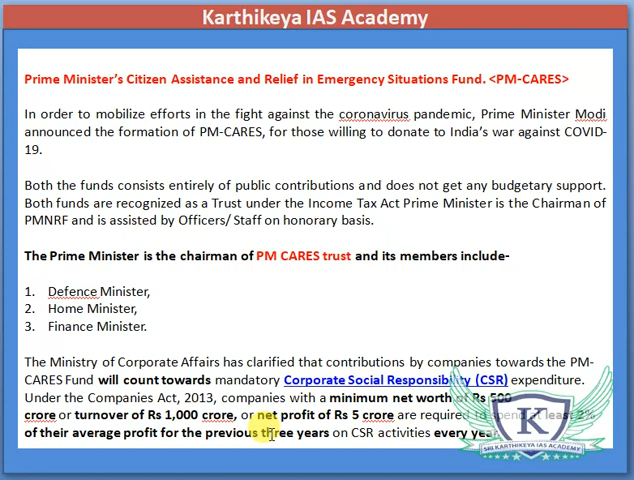 Karthikeya IAS Academy
Prime Minister's Citizen Assistance and Relief in Emergency Situations Fund. <PM-CARES>
In order to mobilize efforts in the fight against the coronavirus pandemic, Prime Minister Modi
announced the formation of PM-CARES, for those willing to donate to India's war against COVID-
19.
Both the funds consists entirely of public contributions and does not get any budgetary support.
Both funds are recognized as a Trust under the Income Tax Act Prime Minister is the Chairman of
PMNRF and is assisted by Officers/ Staff on honorary basis.
The Prime Minister is the chairman of PM CARES trust and its members include-
1. Defence Minister,
2. Home Minister,
3. Finance Minister.
The Ministry of Corporate Affairs has clarified that contributions by companies towards the PM-
CARES Fund will count towards mandatory Corporate Social Responsibility (CSR) expenditure.
Under the Companies Act, 2013, companies with a minimum net worth of Rs 500
crore or turnover of Rs 1,000 crore, or net profit of Rs 5 crore are required to spend at least 2%
of their average profit for the previous three years on CSR activities every year.
K
SRI KARTHIKEYA IAS ACADEMY